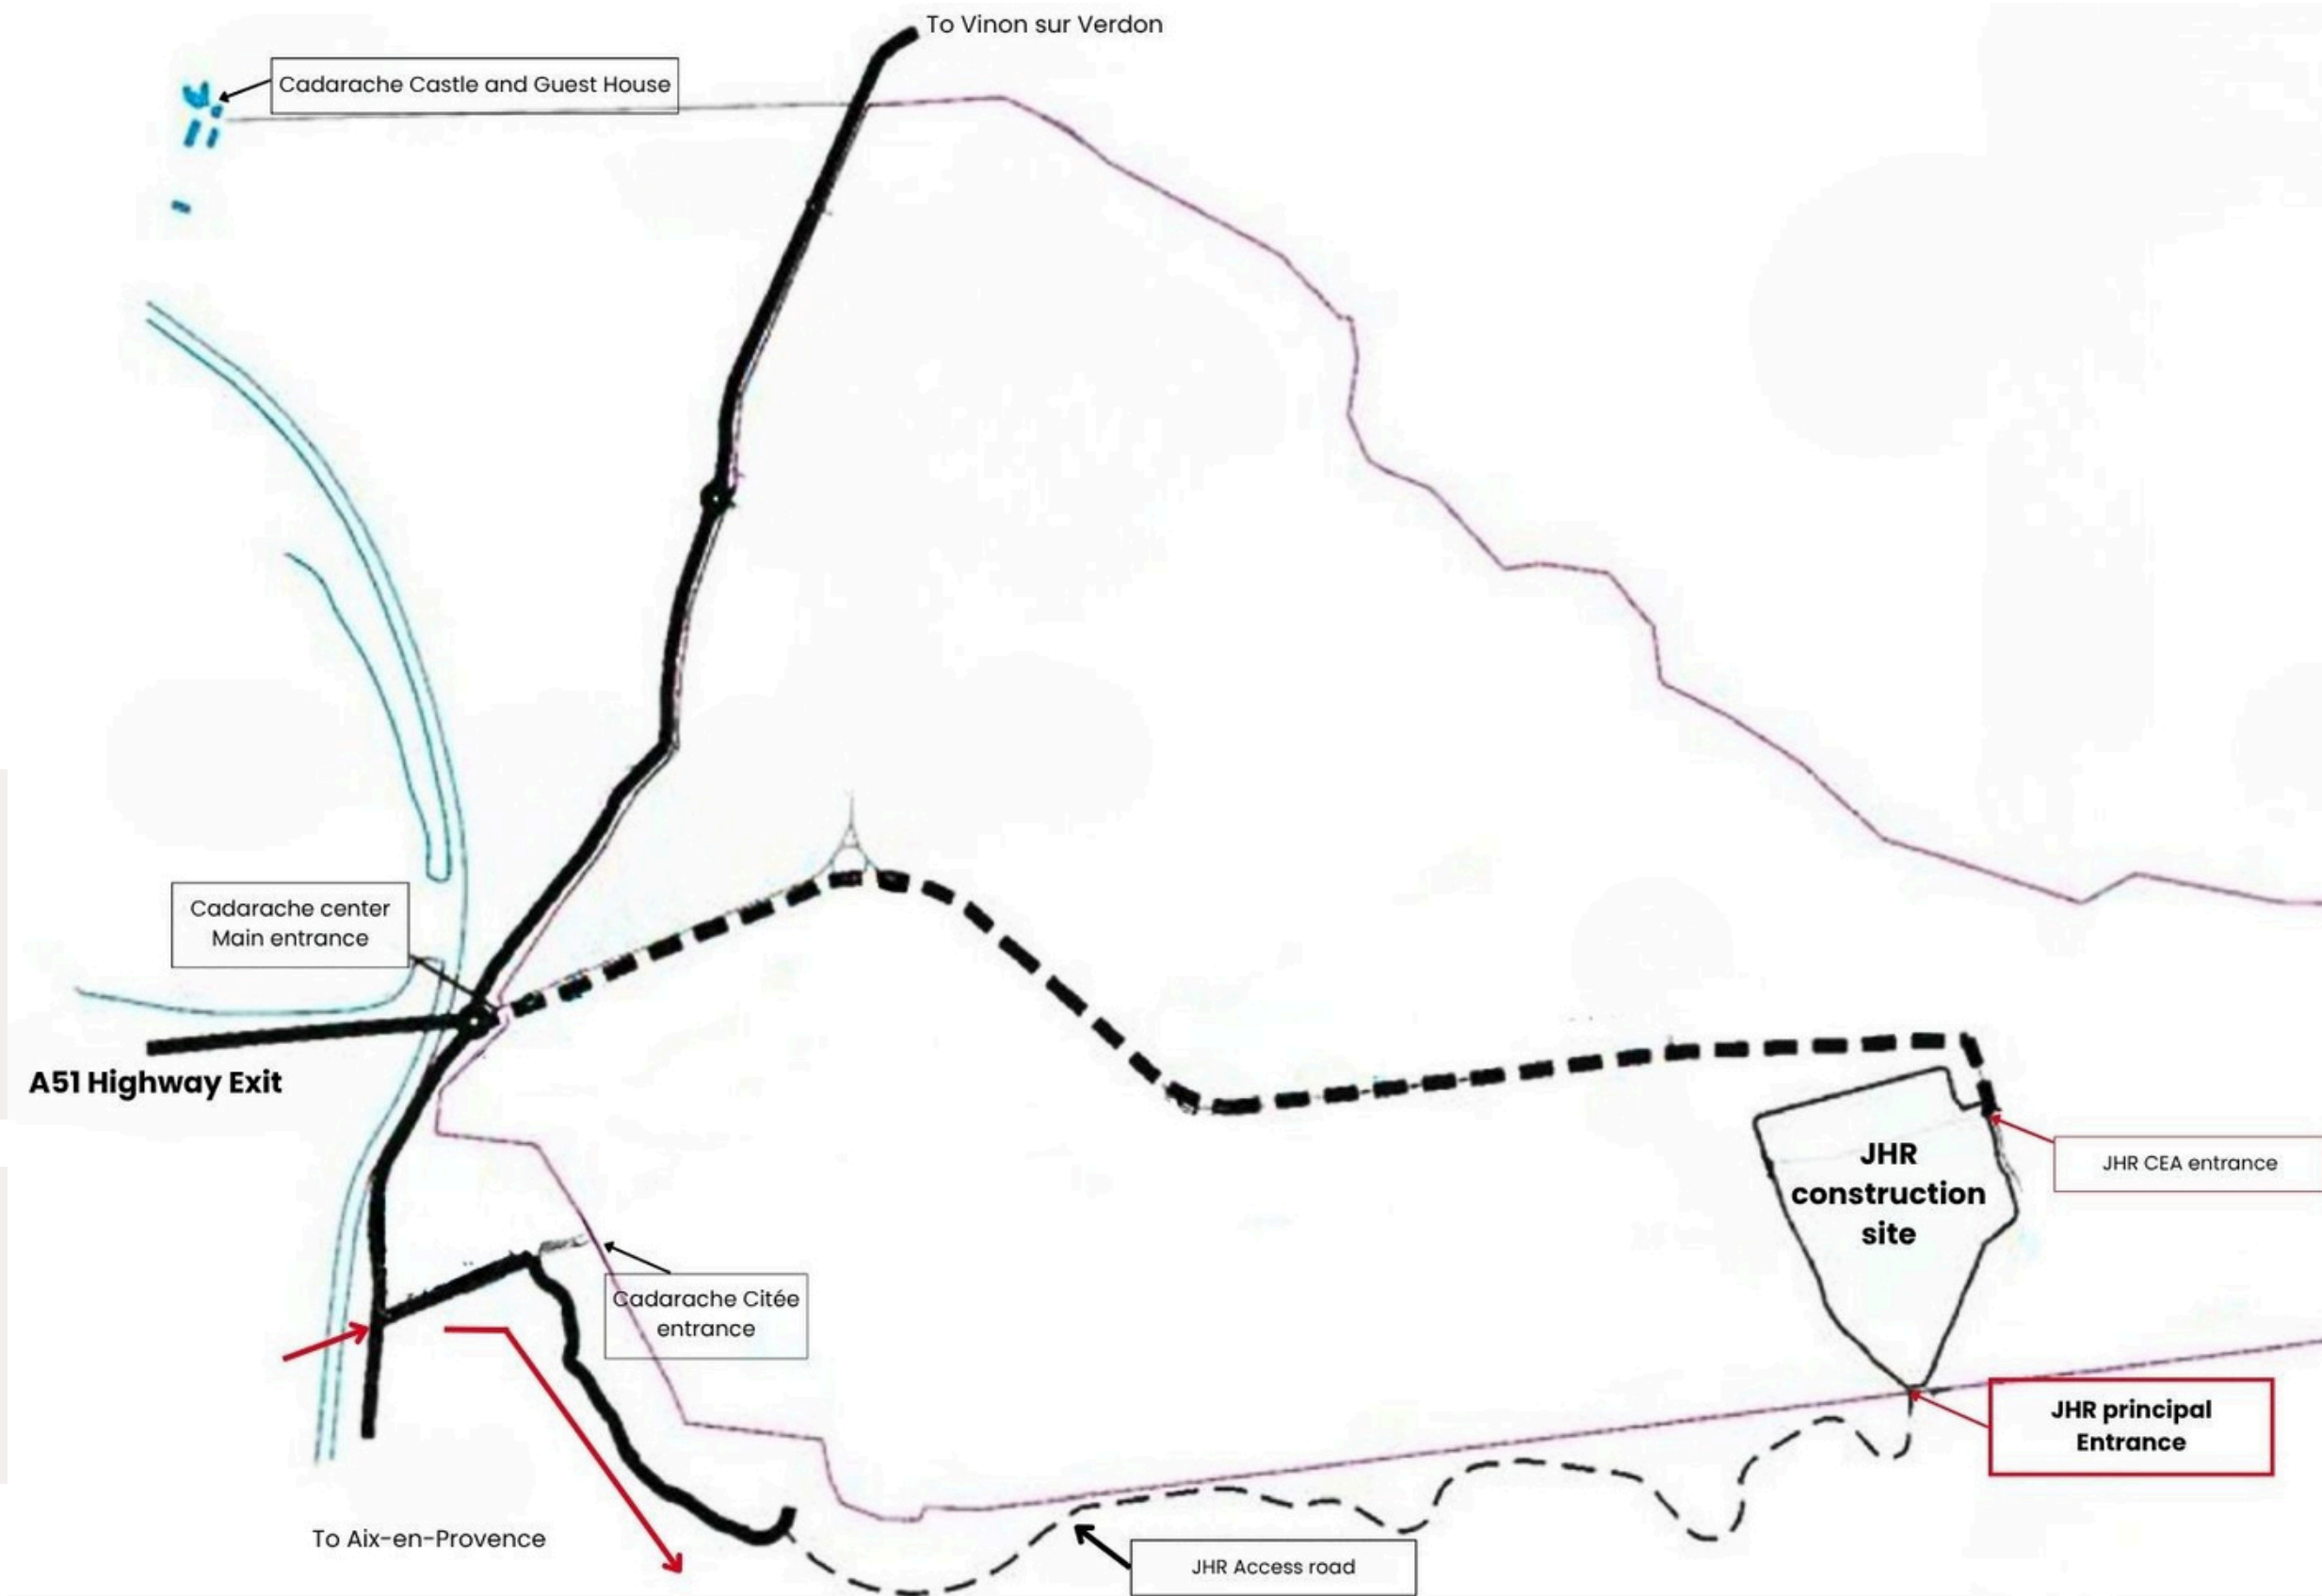 To Vinon sur Verdon
Cadarache Castle and Guest House
Cadarache center
Main entrance
A51 Highway Exit
JHR
construction
site
JHR CEA entrance
Cadarache Citée
entrance
JHR principal
Entrance
To Aix-en-Provence
JHR Access road